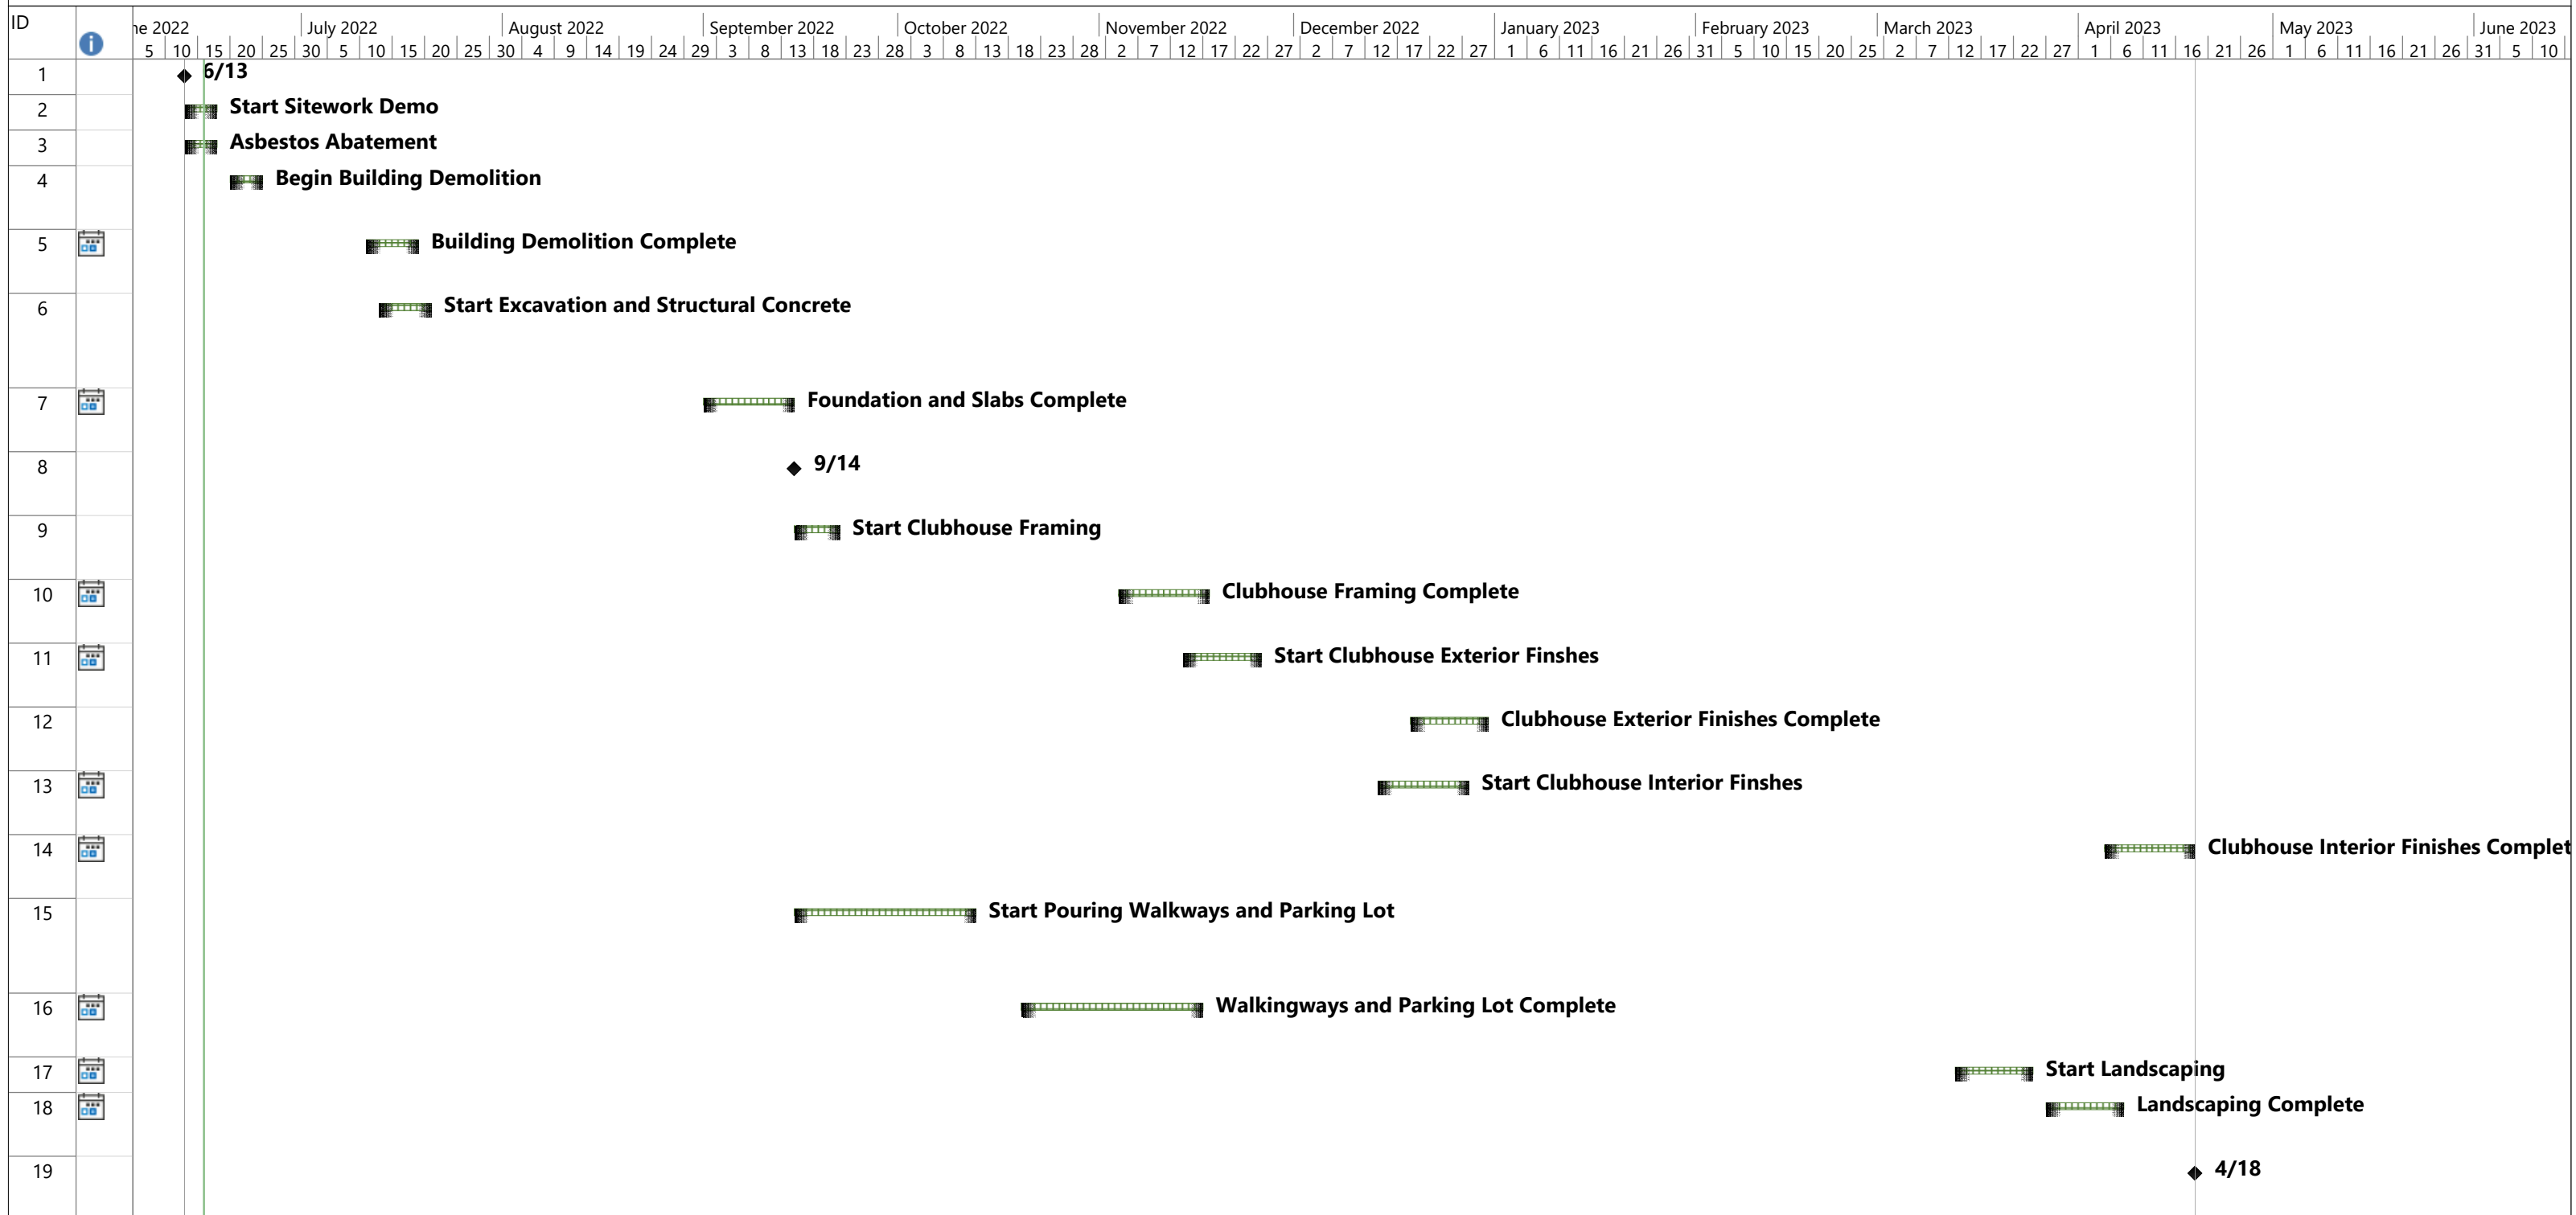 ID
ne 2022 July 2022 August 2022 September 2022 October 2022 November 2022 December 2022 January 2023 February 2023 March 2023 April 2023 May 2023 June 2023
5 10 15 20 25 30 5 10 15 20 25 30 4 9 14 19 24 29 3 8 13 18 23 28 3 8 13 18 23 28 2 7 12 17 22 27 2 7 12 17 22 27 1 6 11 16 21 26 31 5 10 15 20 25 2 7 12 17 22 27 1 6 11 16 21 26 1 6 11 16 21 26 31 5 10
1 6/13
2 Start Sitework Demo
3 Asbestos Abatement
4 Begin Building Demolition
5 Building Demolition Complete
6 Start Excavation and Structural Concrete
7 Foundation and Slabs Complete
8 9/14
9 Start Clubhouse Framing
10 Clubhouse Framing Complete
11 Start Clubhouse Exterior Finshes
12 Clubhouse Exterior Finishes Complete
13 Start Clubhouse Interior Finshes
14 Clubhouse Interior Finishes Complet
15 Start Pouring Walkways and Parking Lot
16 Walkingways and Parking Lot Complete
17 Start Landscaping
18 Landscaping Complete
19 4/18